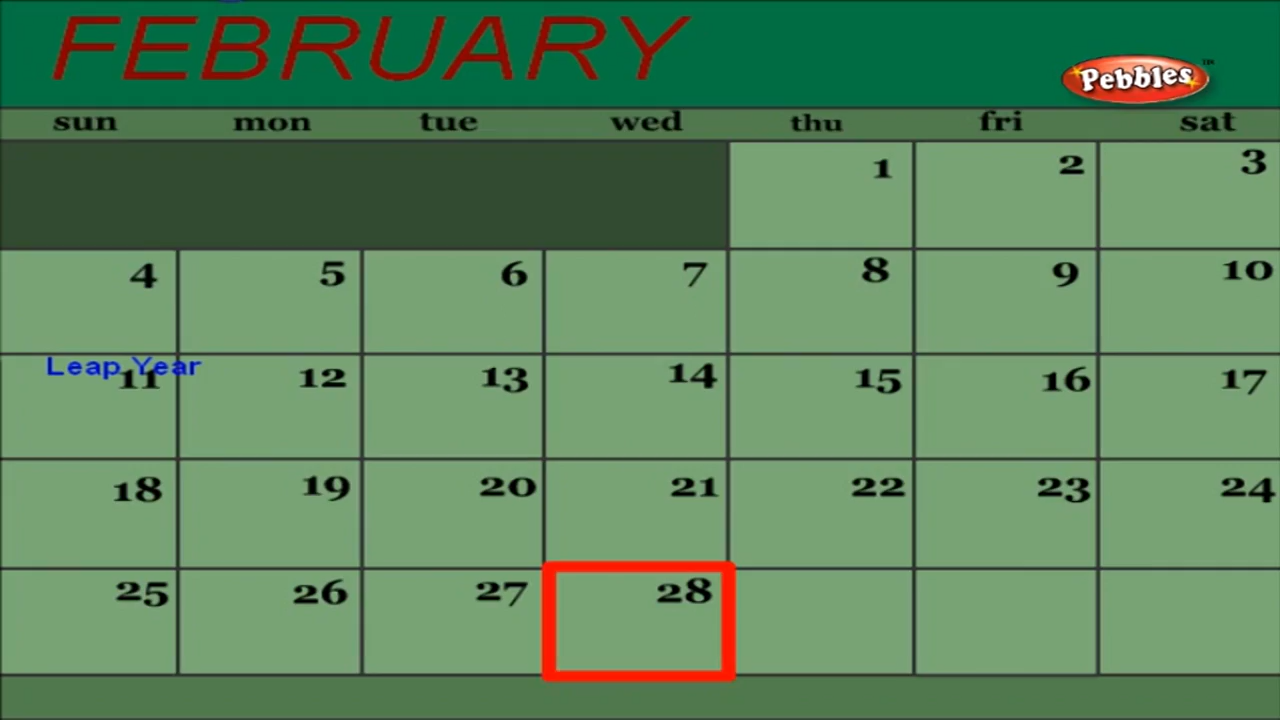 FEBRUARY
Pebbles TM
sun mon tue wed thu fri sat
1 2 3
4 5 6 7 8 9 10
Leap Year
11 12 13 14 15 16 17
18 19 20 21 22 23 24
25 26 27 28